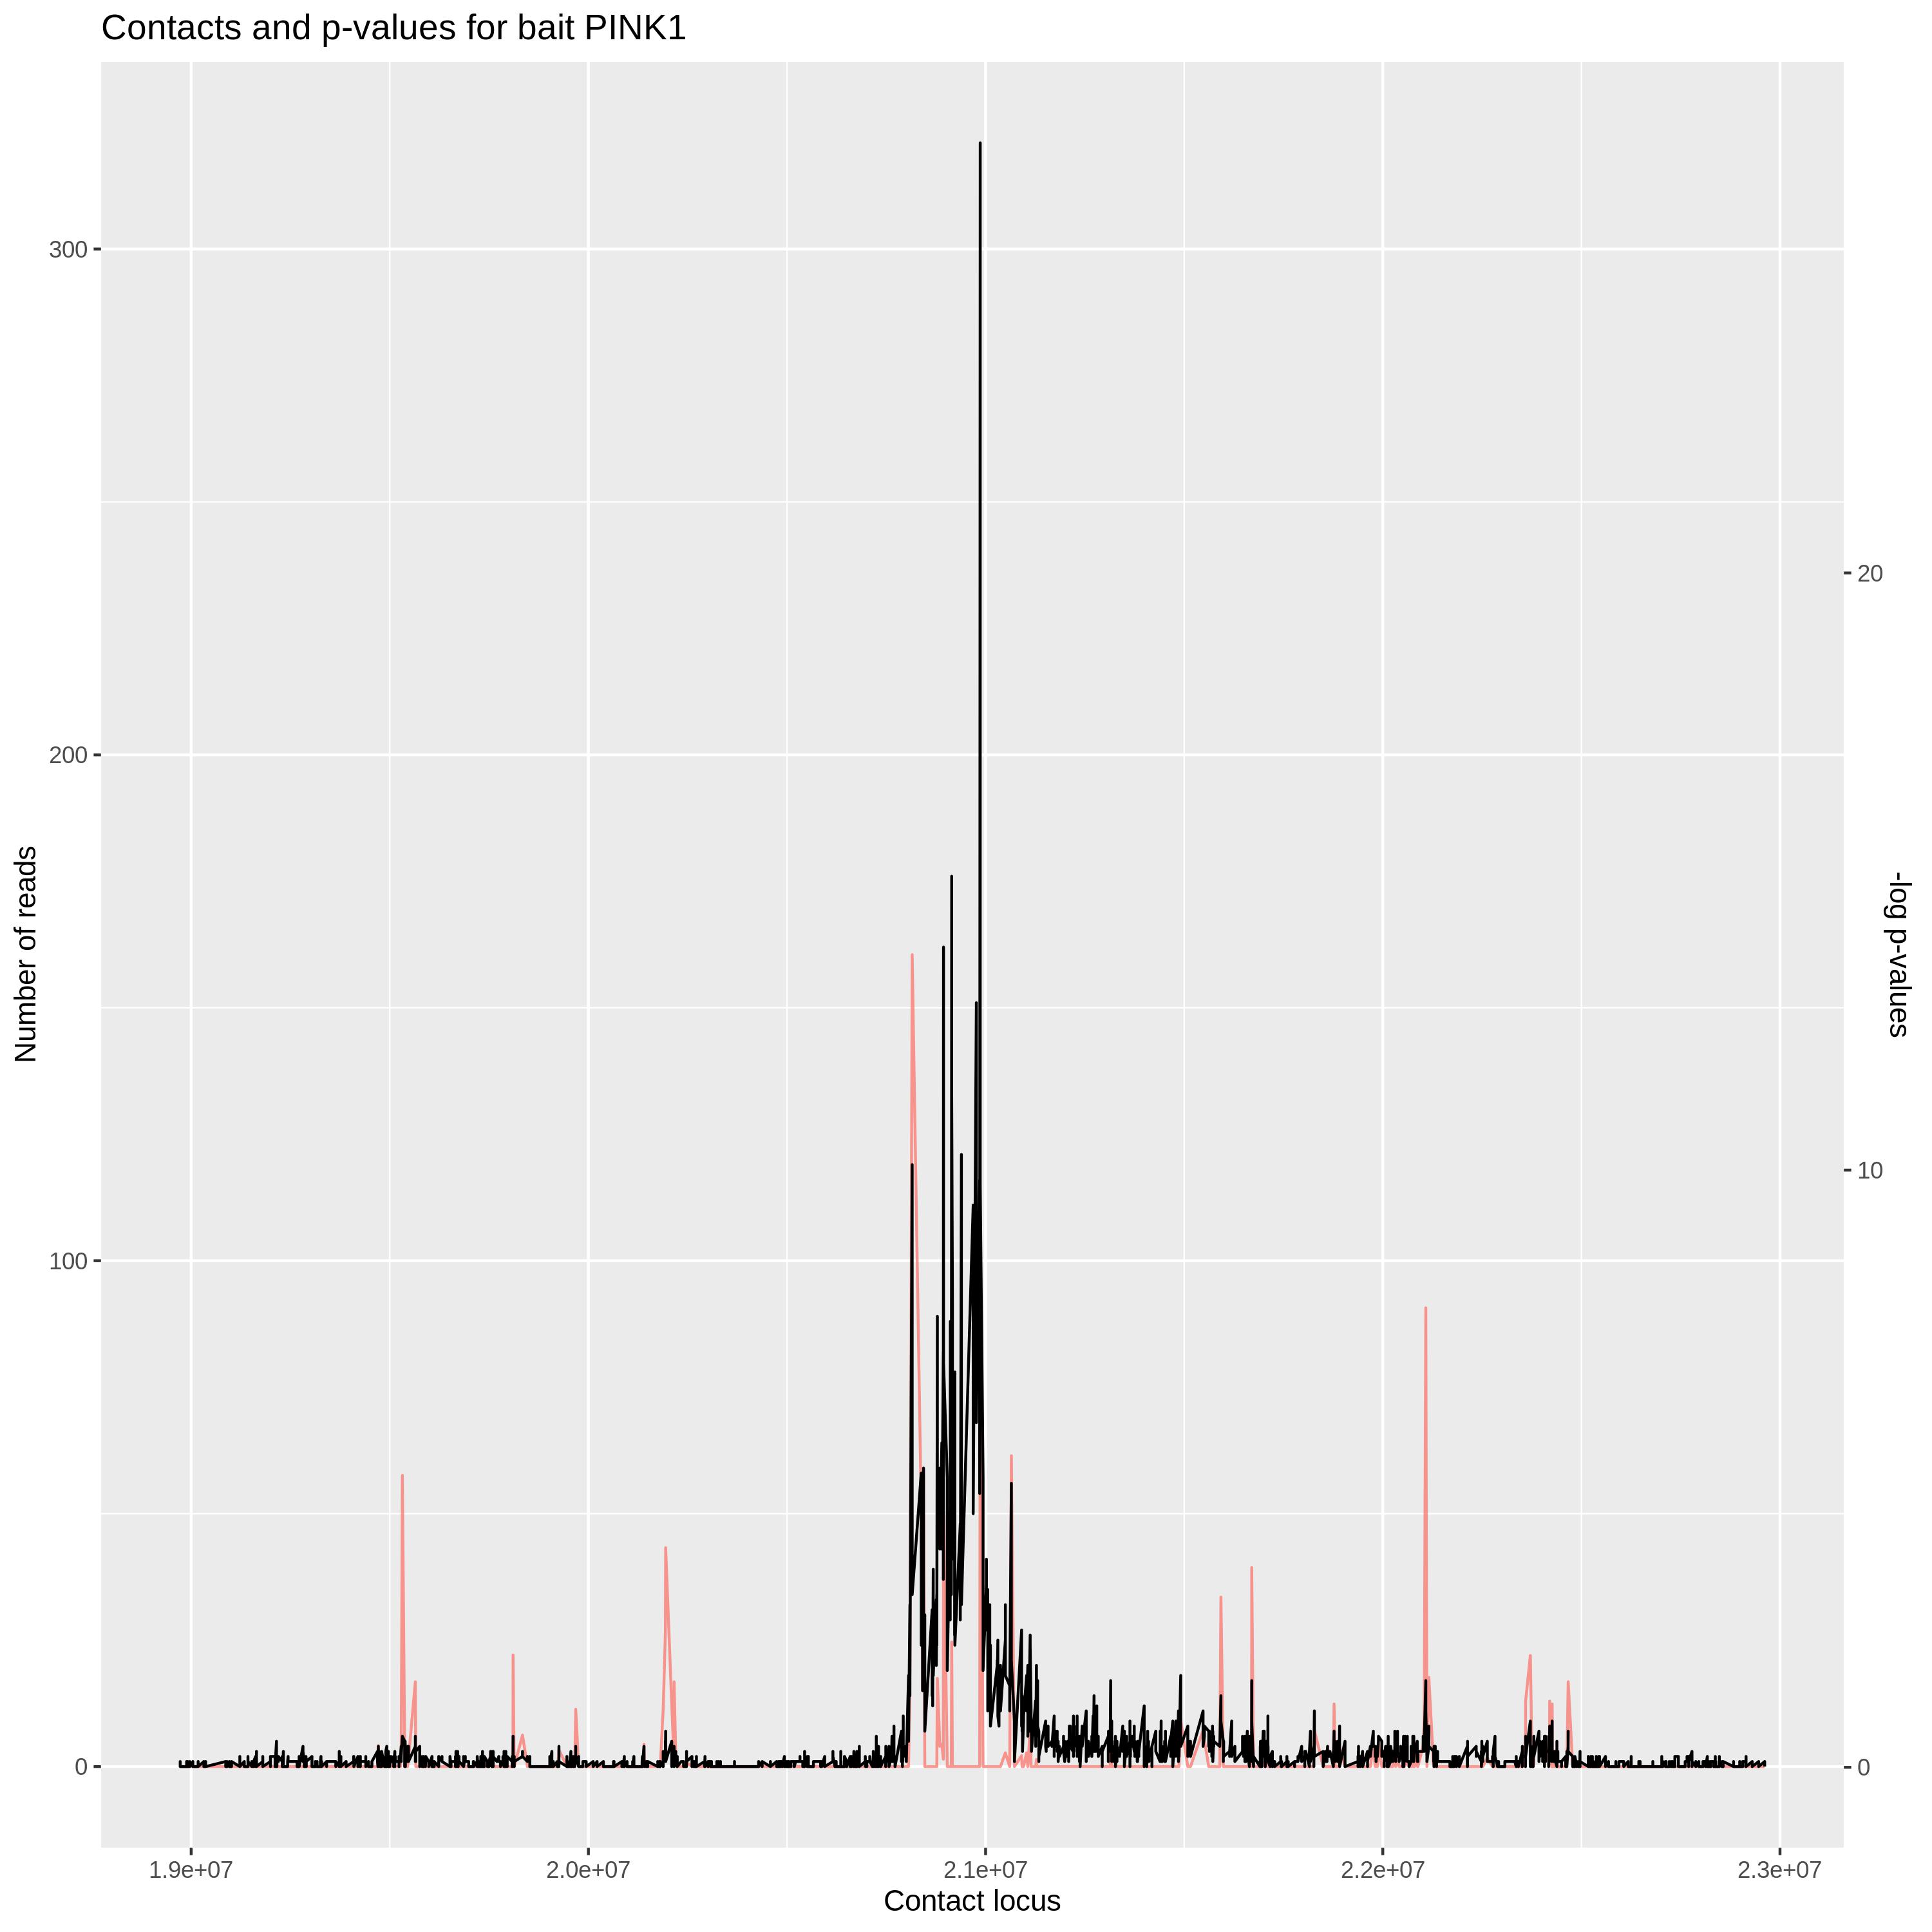 Contacts and p-values for bait PINK1
300
200
100
0
Number of reads
20
10
0
-log p-values
1.9e+07
2.0e+07
2.1e+07
2.2e+07
2.3e+07
Contact locus